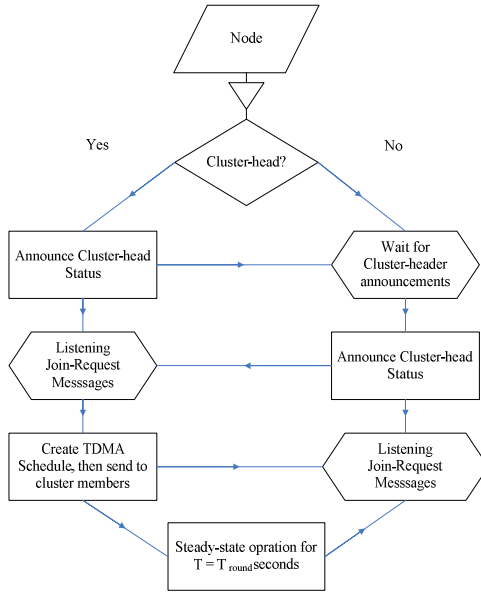 Node
Cluster-head?
Yes
No
Announce Cluster-head
Status
Wait for
Cluster-header
announcements
Listening
Join-Request
Messsages
Announce Cluster-head
Status
Create TDMA
Schedule, then send to
cluster members
Listening
Join-Request
Messsages
Steady-state opration for
T = T round seconds